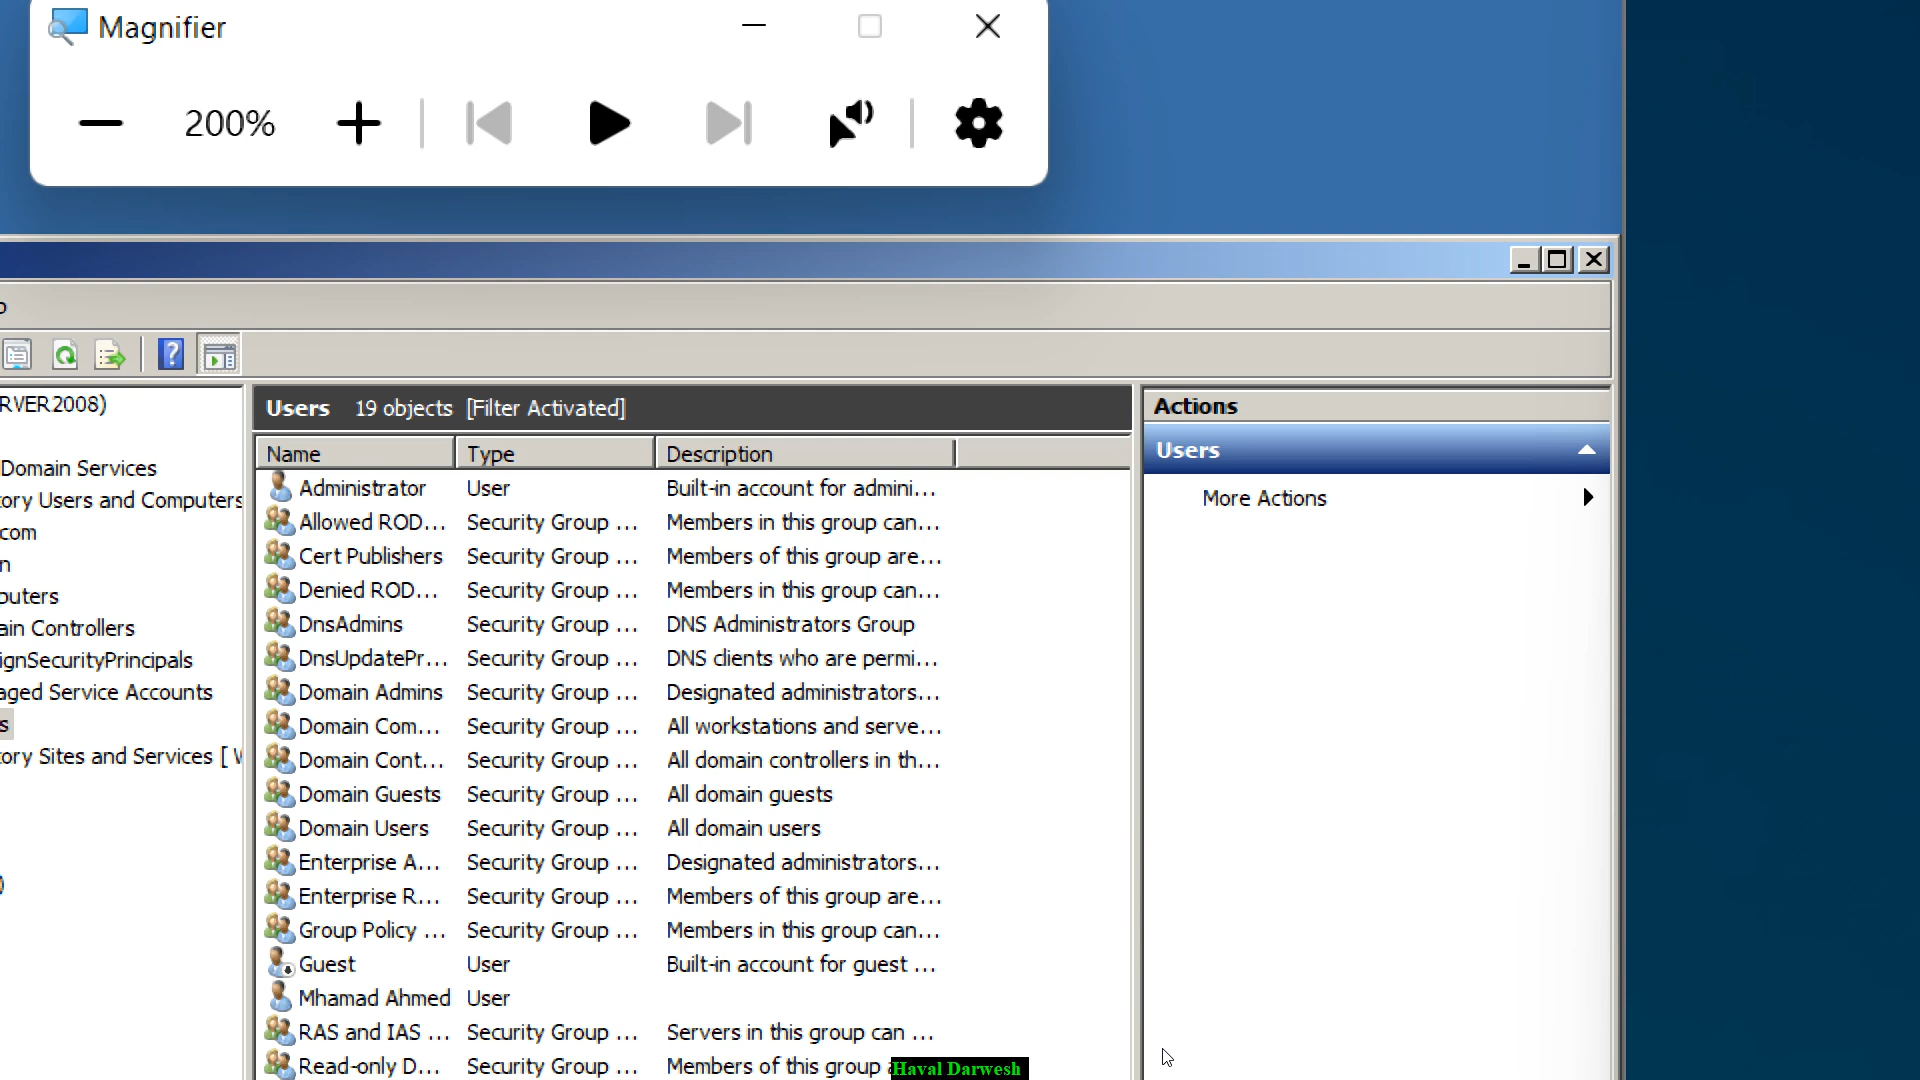 Magnifier
200%
RVER2008)
Domain Services
tory Users and Computers
com
n
puters
ain Controllers
ignSecurityPrincipals
aged Service Accounts
s
tory Sites and Services [ W
Users 19 objects [Filter Activated]
Name Type Description
Administrator User Built-in account for admini...
Allowed ROD... Security Group ... Members in this group can...
Cert Publishers Security Group ... Members of this group are...
Denied ROD... Security Group ... Members in this group can...
DnsAdmins Security Group ... DNS Administrators Group
DnsUpdatePr... Security Group ... DNS clients who are permi...
Domain Admins Security Group ... Designated administrators...
Domain Com... Security Group ... All workstations and serve...
Domain Cont... Security Group ... All domain controllers in th...
Domain Guests Security Group ... All domain guests
Domain Users Security Group ... All domain users
Enterprise A... Security Group ... Designated administrators...
Enterprise R... Security Group ... Members of this group are...
Group Policy ... Security Group ... Members in this group can...
Guest User Built-in account for guest ...
Mhamad Ahmed User
RAS and IAS ... Security Group ... Servers in this group can ...
Read-only D... Security Group ... Members of this group
Haval Darwesh
Actions
Users
More Actions